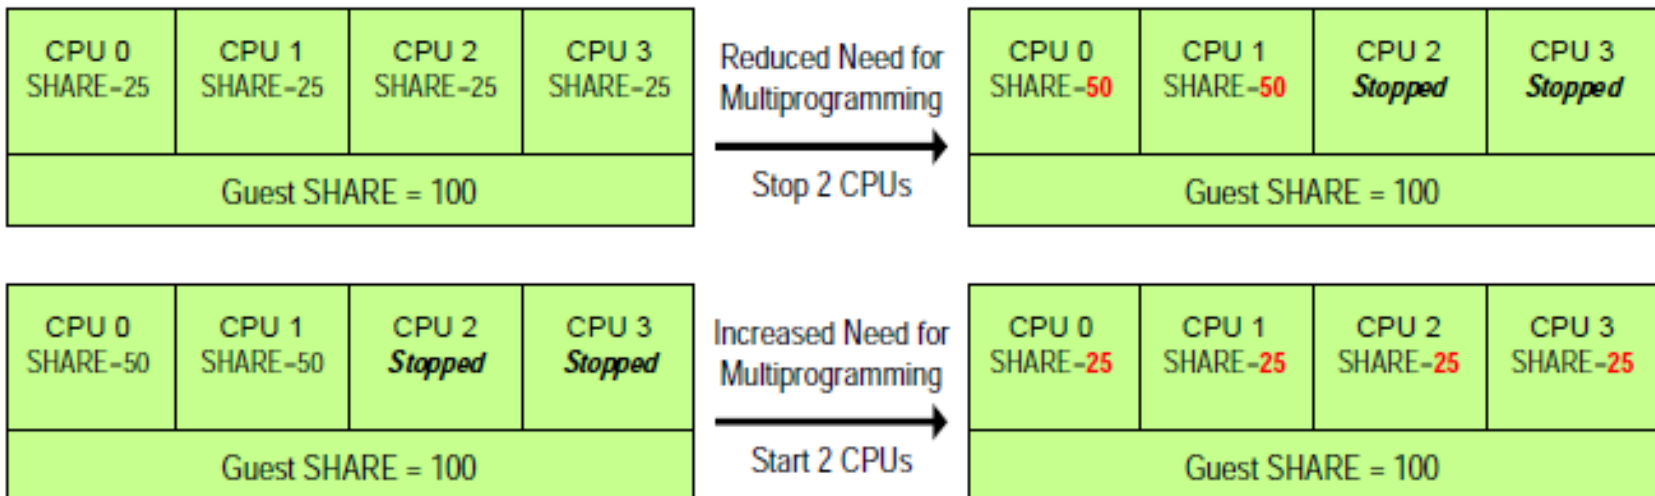 CPU 0 CPU 1 CPU 2 CPU 3
SHARE=25 SHARE=25 SHARE=25 SHARE=25
Guest SHARE = 100
Reduced Need for
Multiprogramming
Stop 2 CPUs
CPU 0 CPU 1 CPU 2 CPU 3
SHARE=50 SHARE=50 Stopped Stopped
Guest SHARE = 100
CPU 0 CPU 1 CPU 2 CPU 3
SHARE=50 SHARE=50 Stopped Stopped
Guest SHARE = 100
Increased Need for
Multiprogramming
Start 2 CPUs
CPU 0 CPU 1 CPU 2 CPU 3
SHARE=25 SHARE=25 SHARE=25 SHARE=25
Guest SHARE = 100